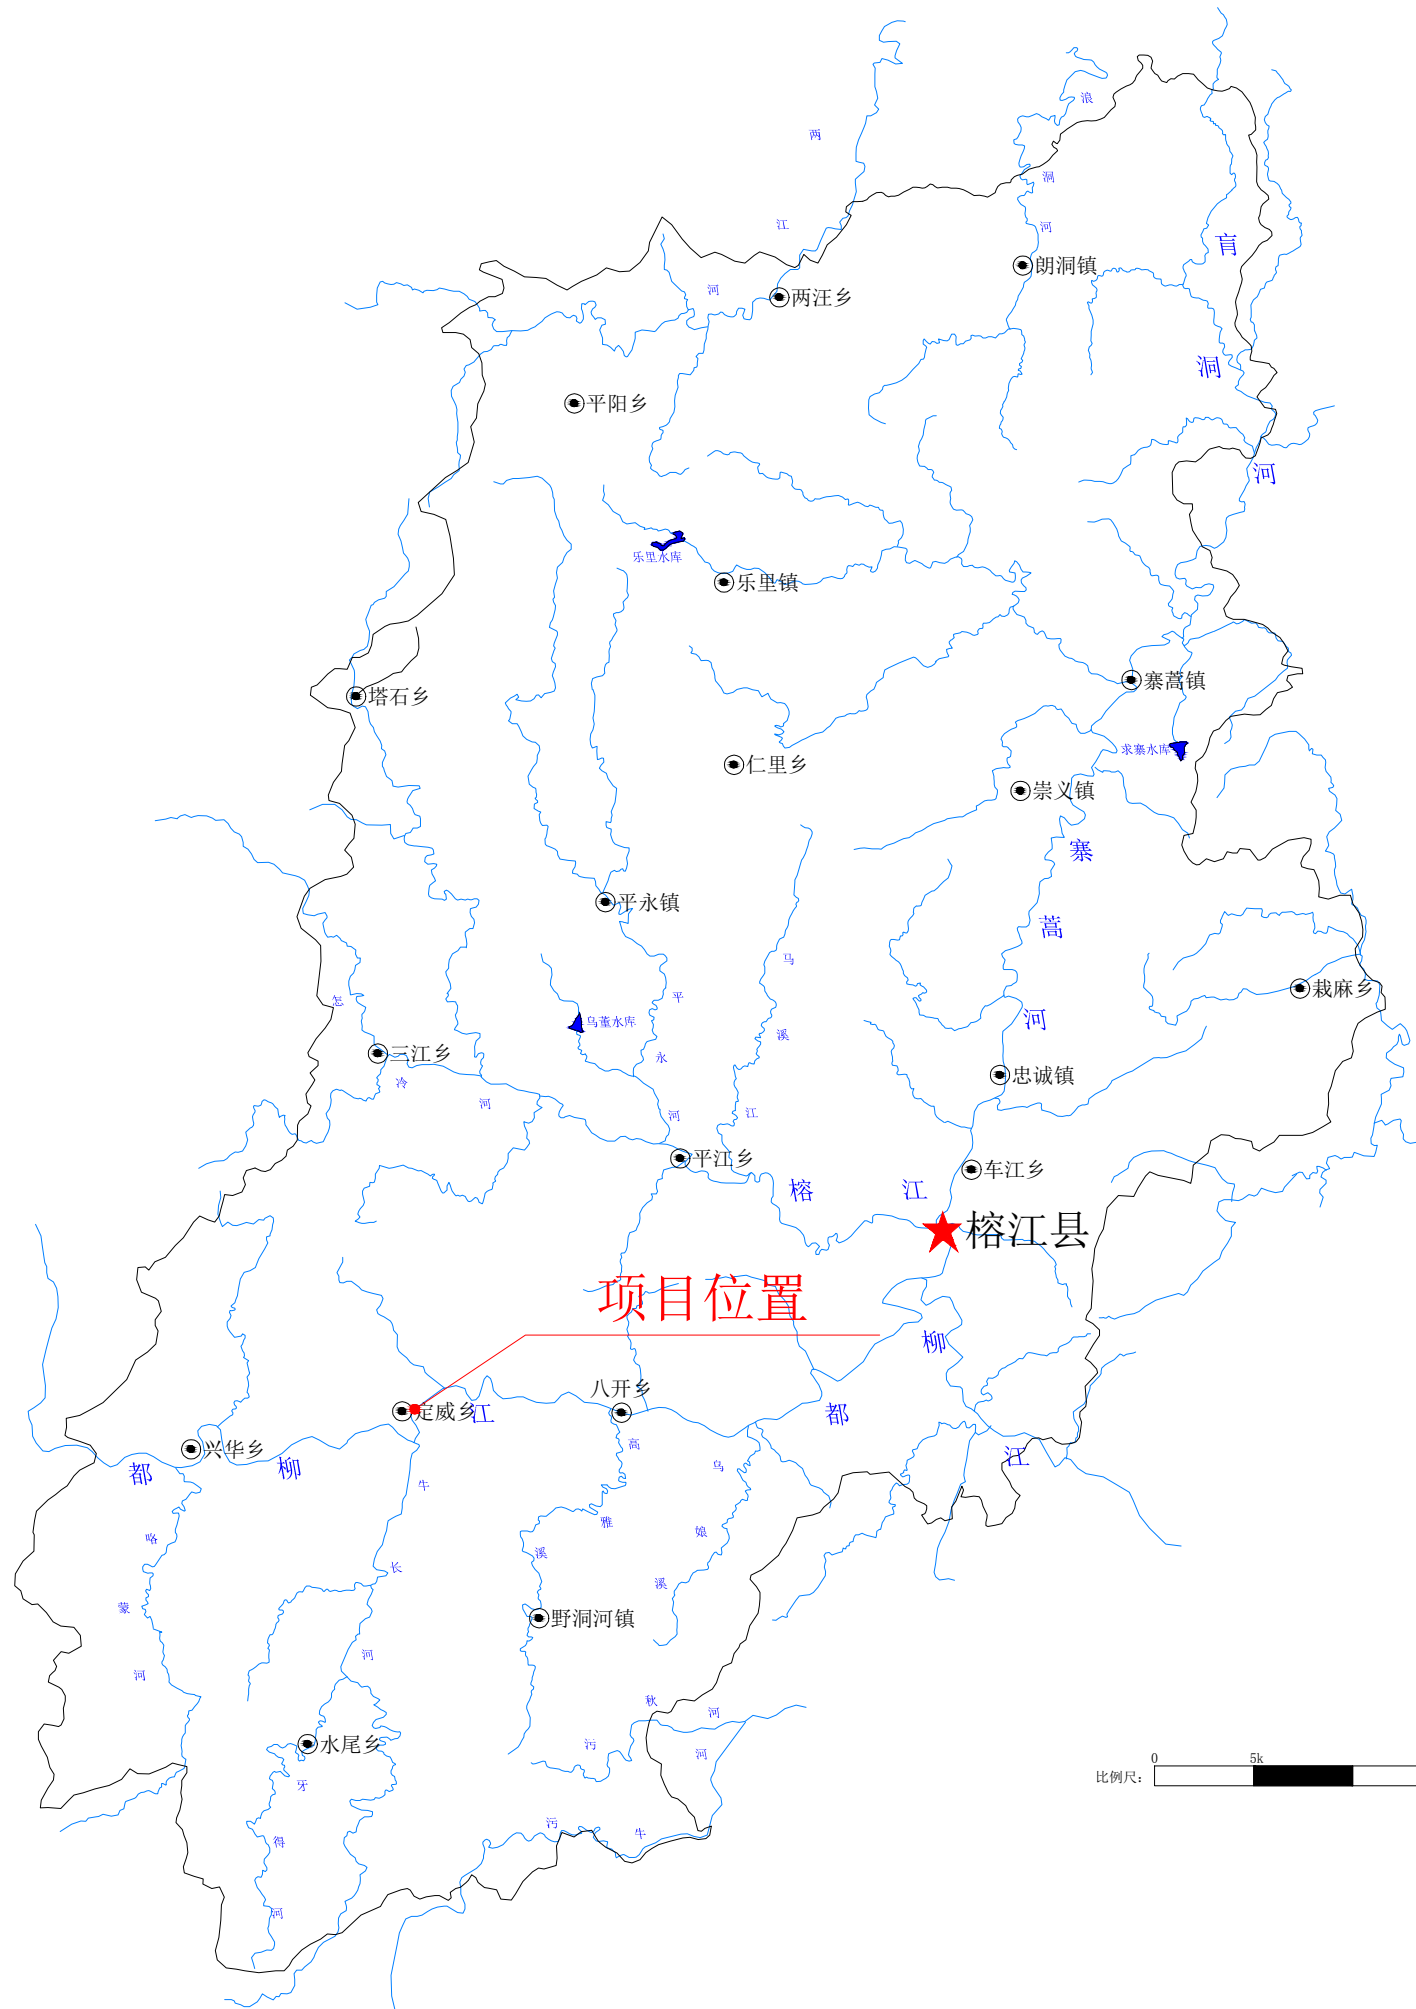 浪
两
洞
江
河
肓
朗洞镇
河
两汪乡
洞
平阳乡
河
乐里水库
乐里镇
寨蒿镇
塔石乡
求寨水库
仁里乡
崇义镇
寨
平永镇
蒿
马
栽麻乡
平
怎
乌董水库
河
溪
三江乡
永
忠诚镇
冷
河
江
河
平江乡
车江乡
榕
江
榕江县
项目位置
柳
八开乡
定威乡
江
都
高
兴华乡
江
柳
都
乌
牛
雅
娘
咯
溪
长
溪
蒙
野洞河镇
河
河
秋
河
水尾乡
污
河
牙
0
5k
比例尺:
污
牛
得
河